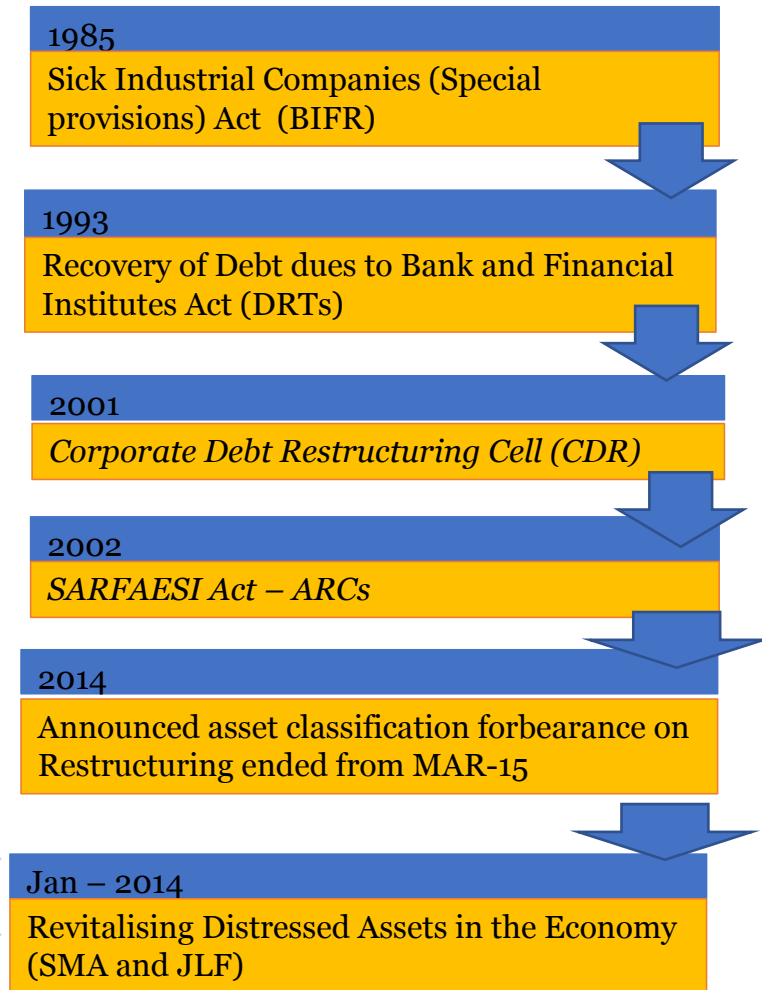 1985
Sick Industrial Companies (Special
provisions) Act (BIFR)
1993
Recovery of Debt dues to Bank and Financial
Institutes Act (DRTs)
2001
Corporate Debt Restructuring Cell (CDR)
2002
SARFAESI Act – ARCs
2014
Announced asset classification forbearance on
Restructuring ended from MAR-15
Jan – 2014
Revitalising Distressed Assets in the Economy
(SMA and JLF)